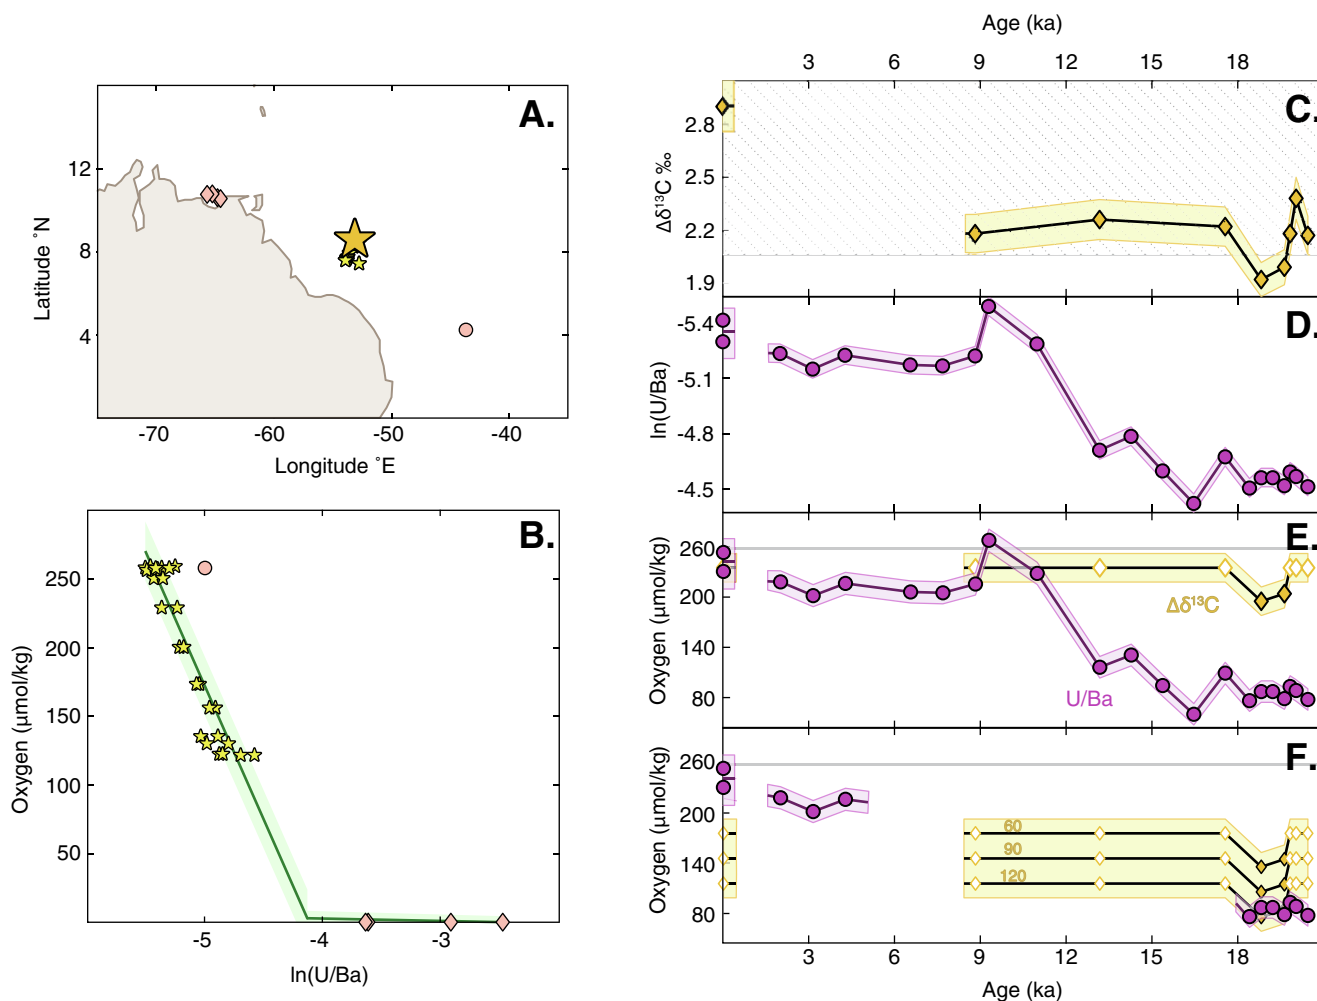 A.
12
8
4
Latitude ˚N
-70
-60
-50
-40
Longitude ˚E
B.
250
200
150
100
50
Oxygen (μmol/kg)
-5
-4
-3
ln(U/Ba)
Age (ka)
3
6
9
12
15
18
C.
2.8
2.5
2.2
1.9
Δδ¹³C ‰
D.
-5.4
-5.1
-4.8
-4.5
ln(U/Ba)
E.
260
200
140
80
Oxygen (μmol/kg)
Δδ¹³C
U/Ba
F.
260
200
140
80
Oxygen (μmol/kg)
60
90
120
3
6
9
12
15
18
Age (ka)